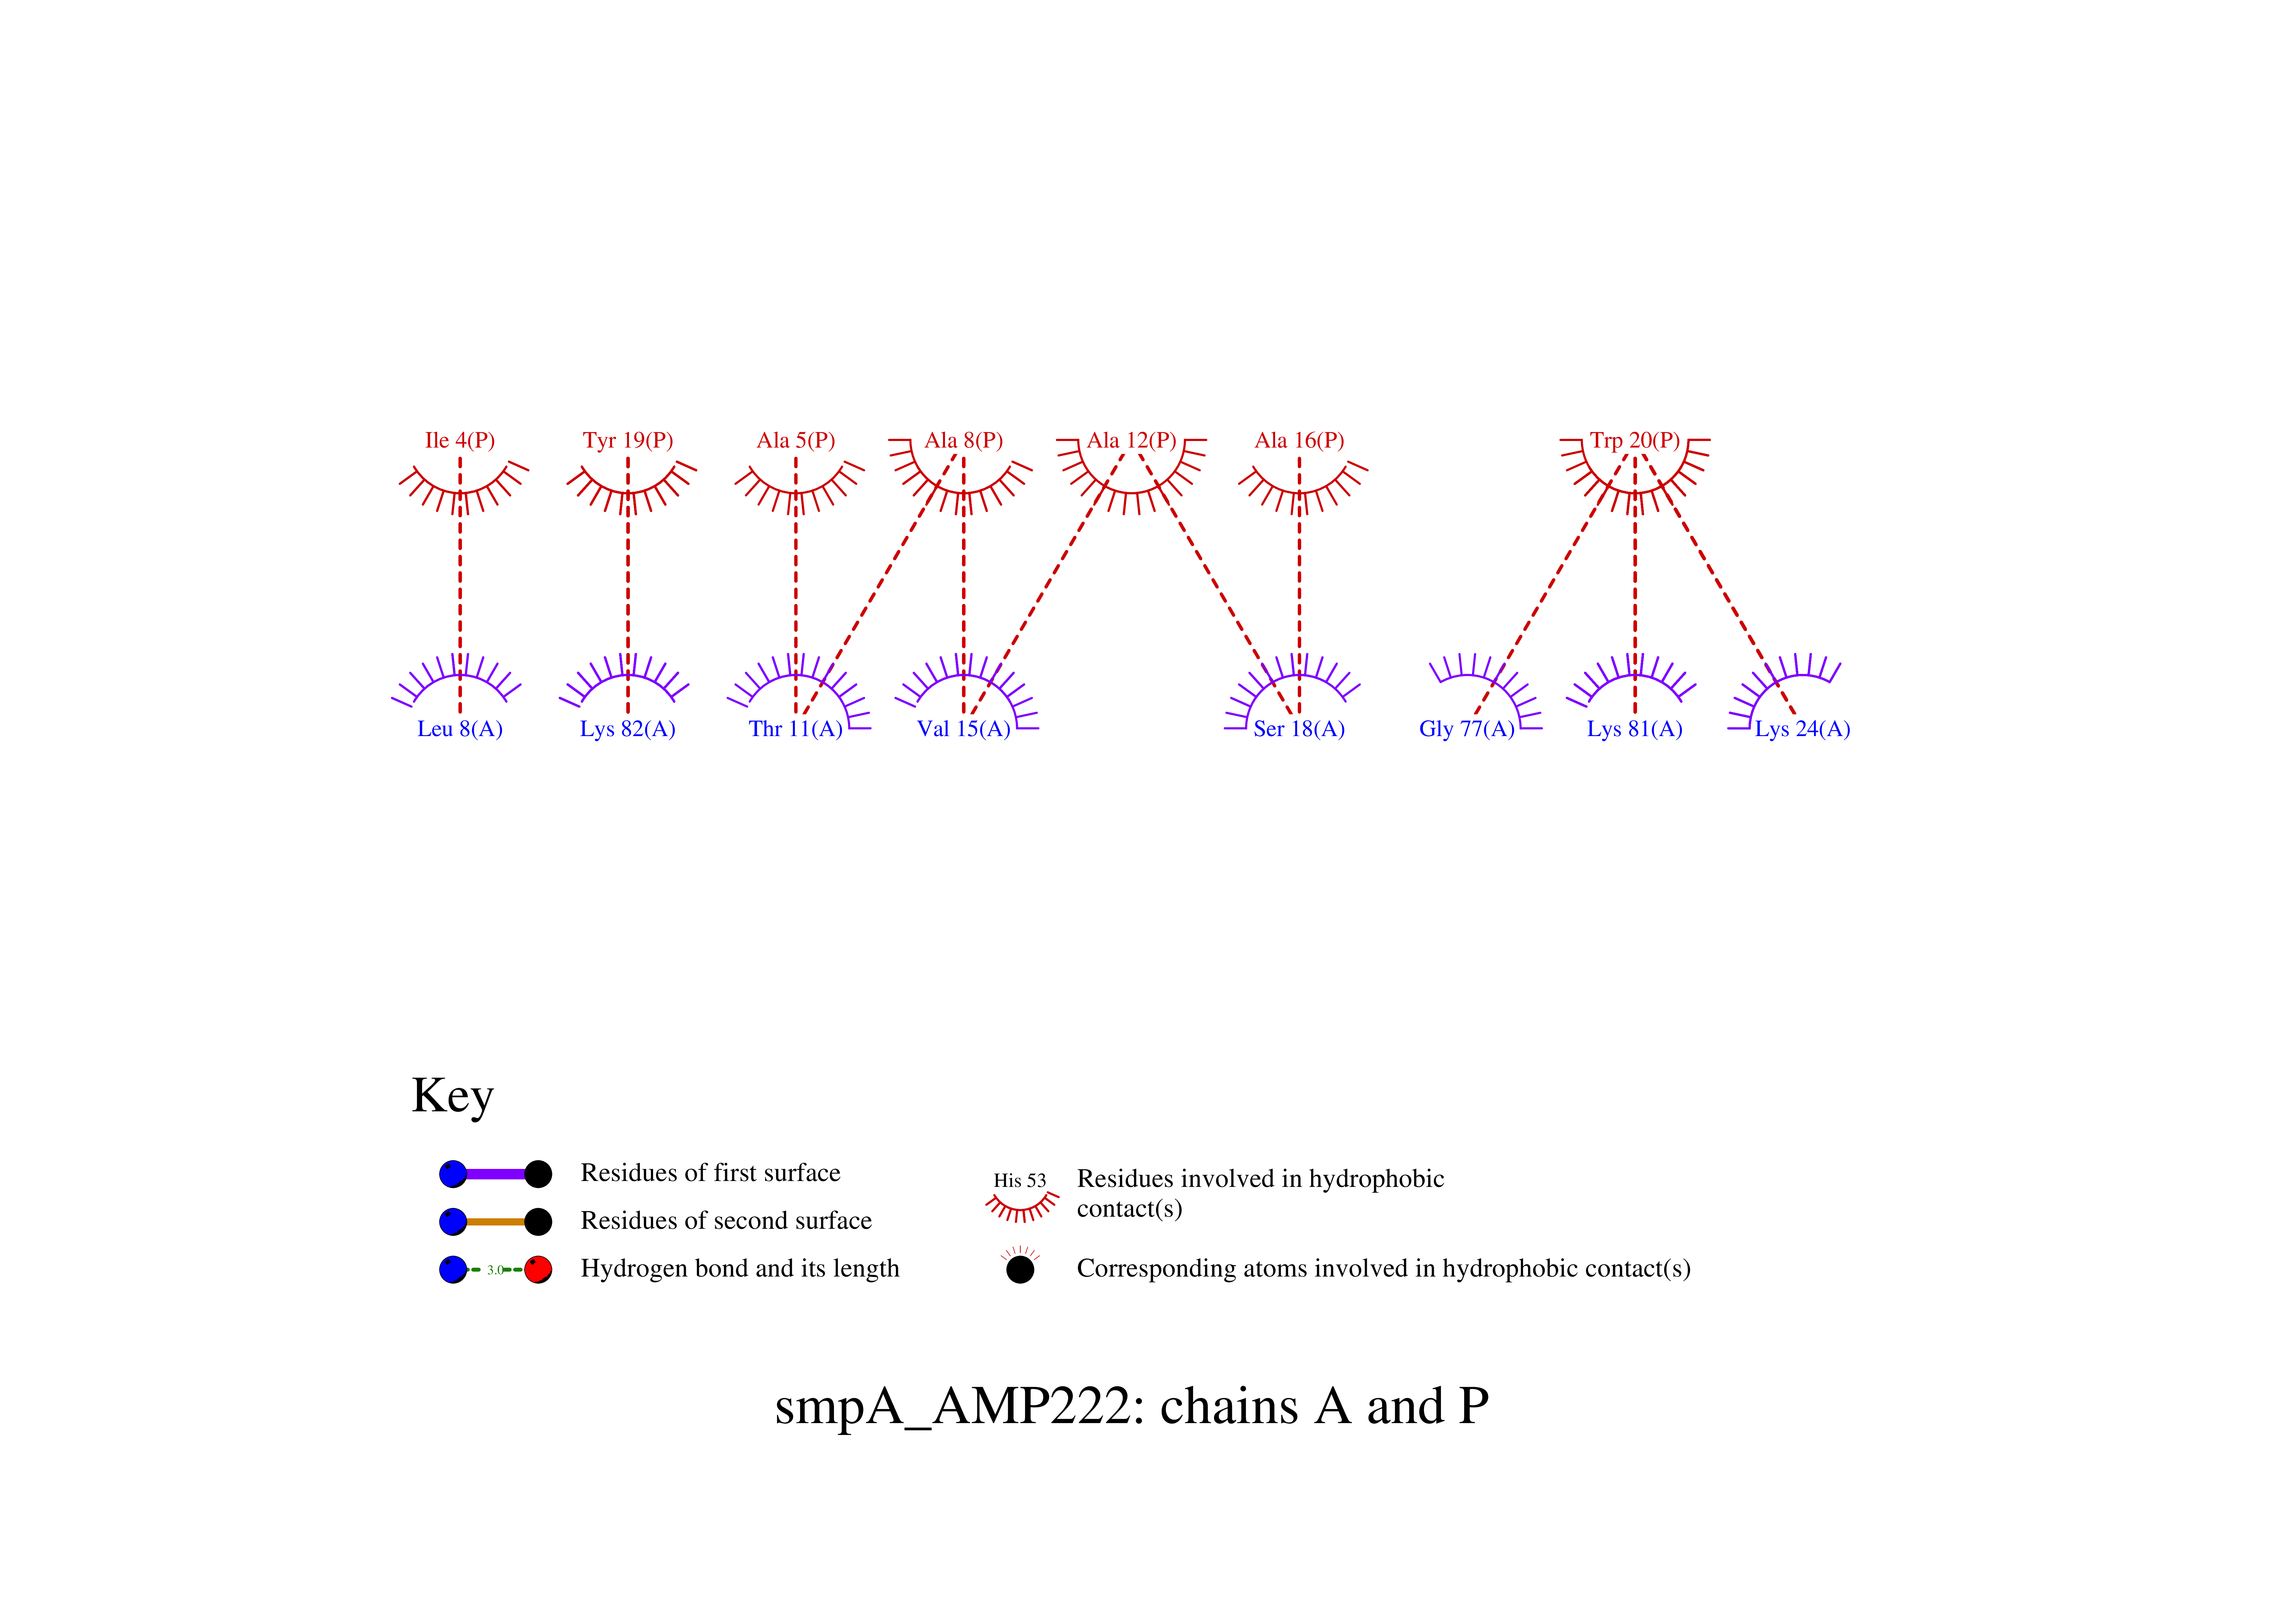 Ile 4(P) Tyr 19(P) Ala 5(P) Ala 8(P) Ala 12(P) Ala 16(P) Trp 20(P)
Leu 8(A) Lys 82(A) Thr 11(A) Val 15(A) Ser 18(A) Gly 77(A) Lys 81(A) Lys 24(A)
Key
Residues of first surface
Residues of second surface
3.0 Hydrogen bond and its length
His 53 Residues involved in hydrophobic
contact(s)
Corresponding atoms involved in hydrophobic contact(s)
smpA_AMP222: chains A and P